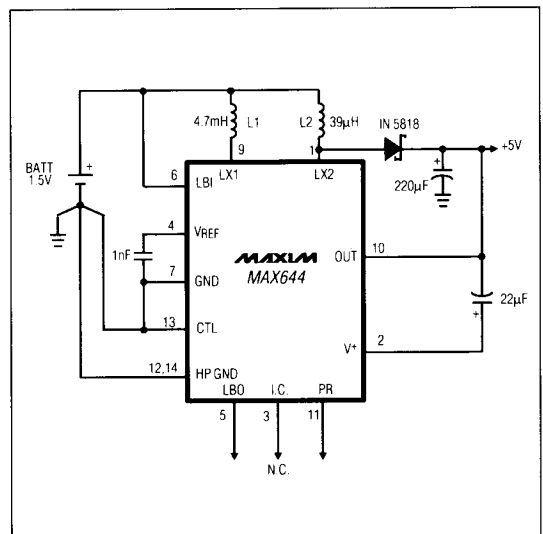 4.7mH L1
L2 39μH
IN 5818
+5V
BATT
1.5V
+
9
1
+
220μF
6 LBI
LX1
LX2
4 VREF
1nF
7 GND
MAXIM
MAX644
OUT 10
13 CTL
22μF
+
V+ 2
12,14 HP GND
LBO I.C. PR
5 3 11
N.C.